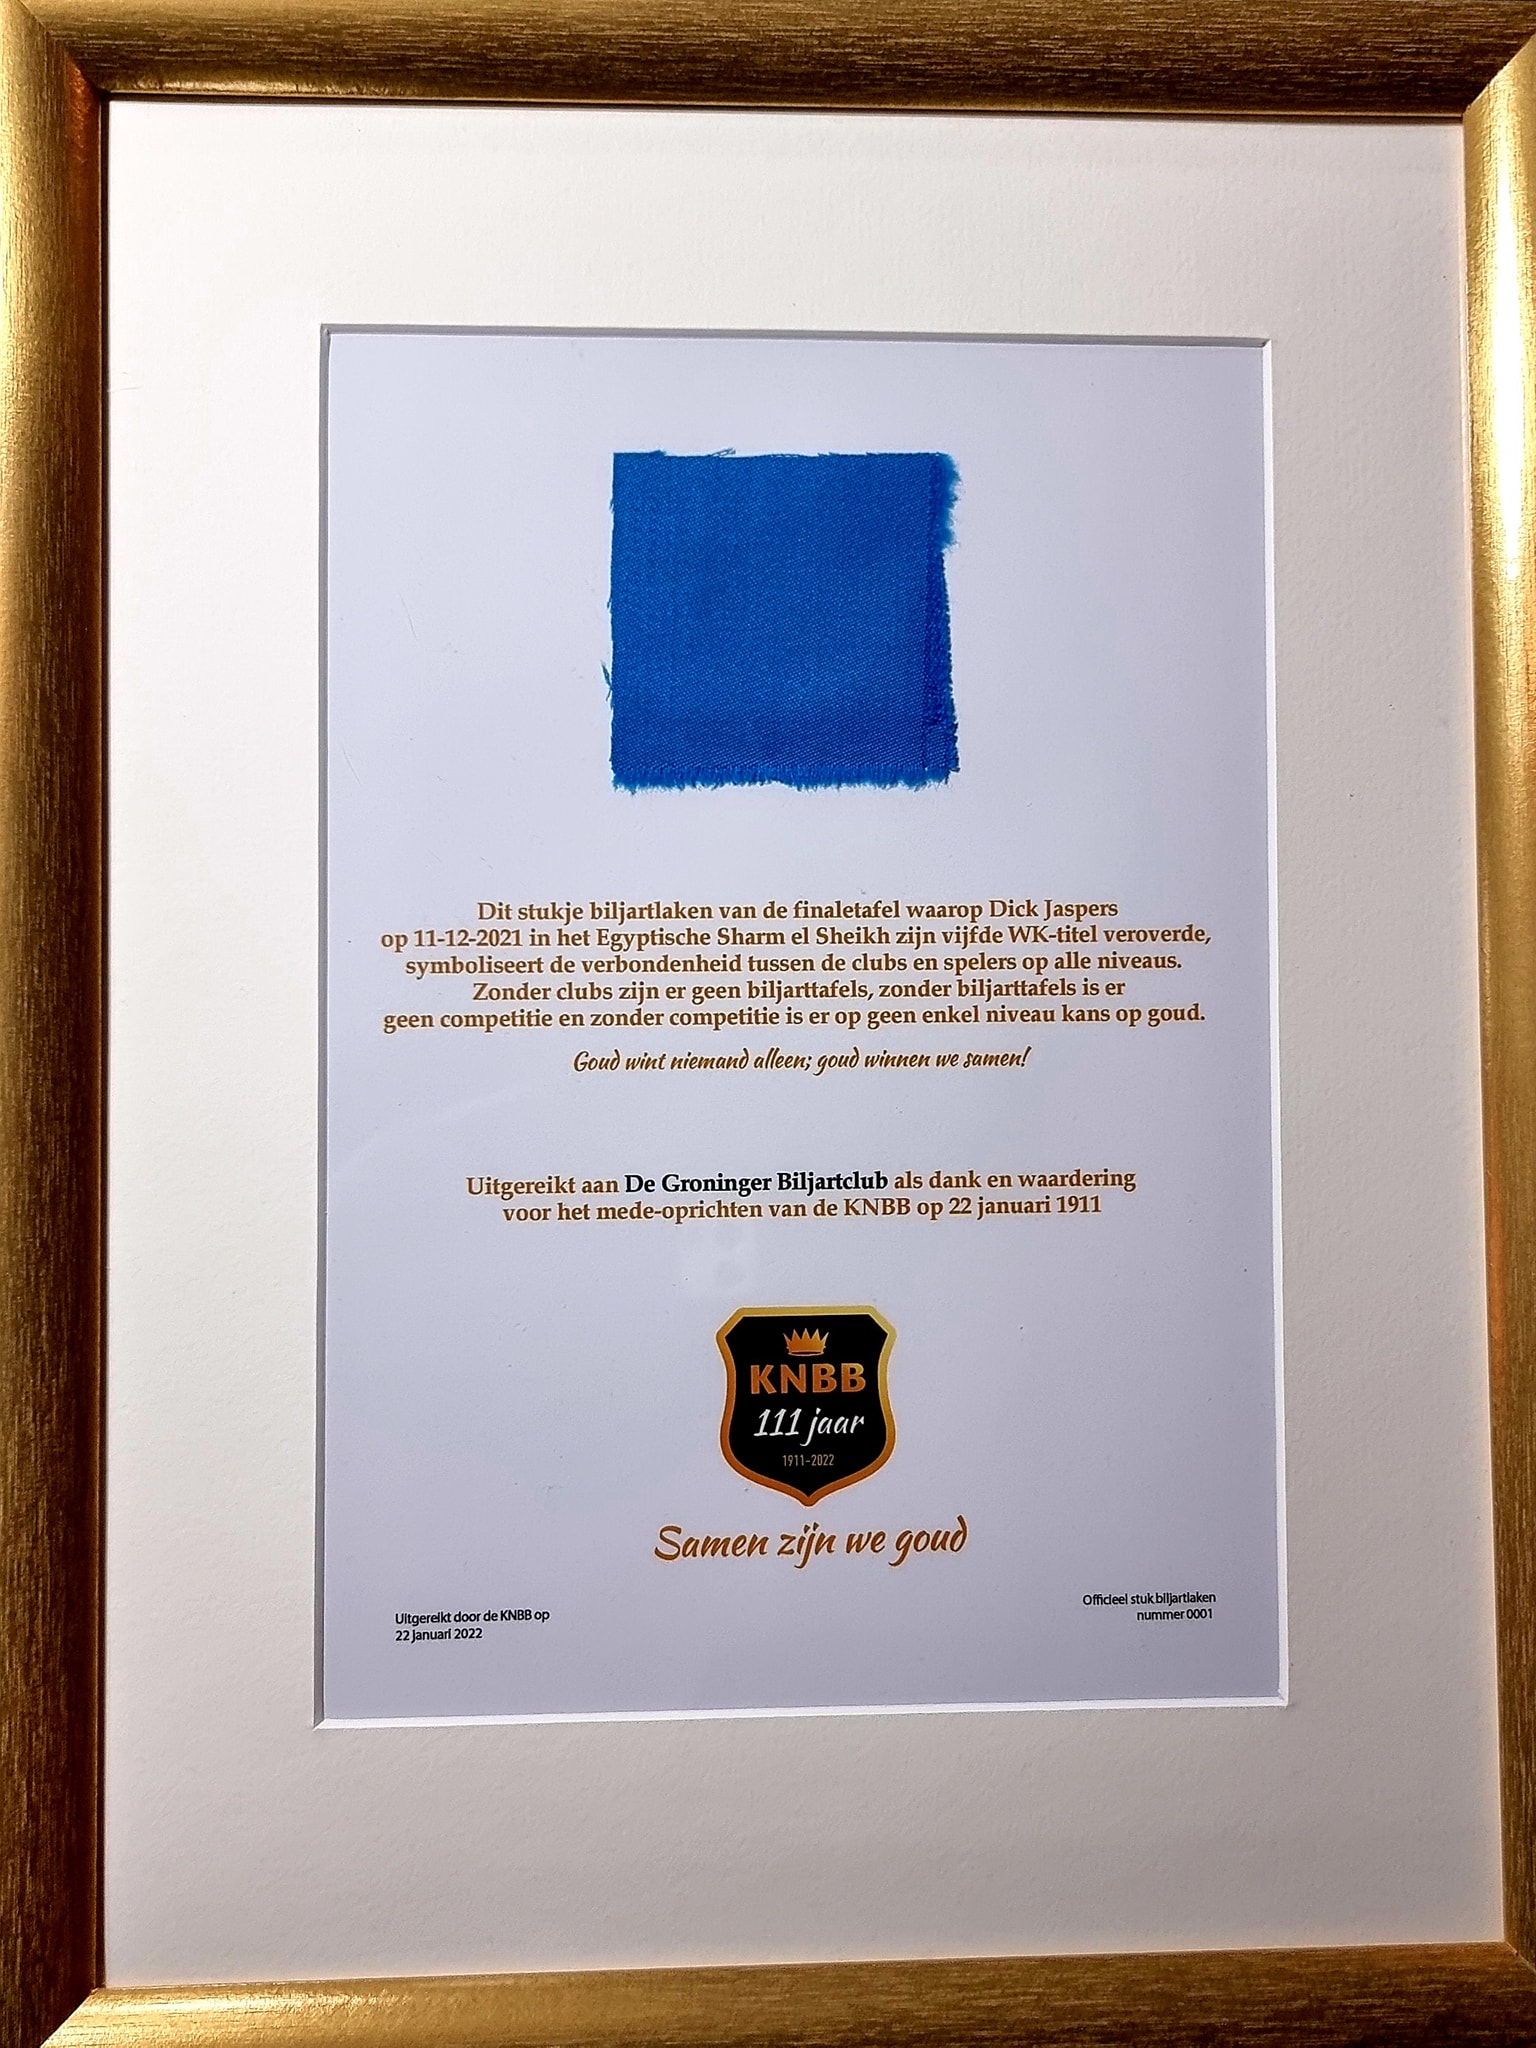 Dit stukje biljartlaken van de finaletafel waarop Dick Jaspers
op 11-12-2021 in het Egyptische Sharm el Sheikh zijn vijfde WK-titel veroverde,
symboliseert de verbondenheid tussen de clubs en spelers op alle niveaus.
Zonder clubs zijn er geen biljarttafels, zonder biljarttafels is er
geen competitie en zonder competitie is er op geen enkel niveau kans op goud.
Goud wint niemand alleen; goud winnen we samen!
Uitgereikt aan De Groninger Biljartclub als dank en waardering
voor het mede-oprichten van de KNBB op 22 januari 1911
KNBB
111 jaar
1911-2022
Samen zijn we goud
Uitgereikt door de KNBB op
22 januari 2022
Officieel stuk biljartlaken
nummer 0001